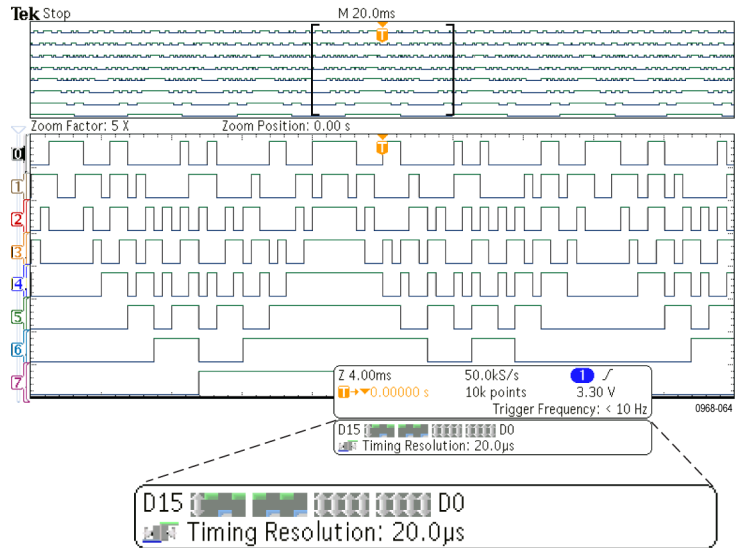 Tek Stop M 20.0ms
T
Zoom Factor: 5 X Zoom Position: 0.00 s
T
0
1
2
3
4
5
6
7
Z 4.00ms 50.0kS/s 1
T→▼0.00000 s 10k points 3.30 V
Trigger Frequency: < 10 Hz
0968-064
D15 D0
Timing Resolution: 20.0μs
D15 D0
Timing Resolution: 20.0μs